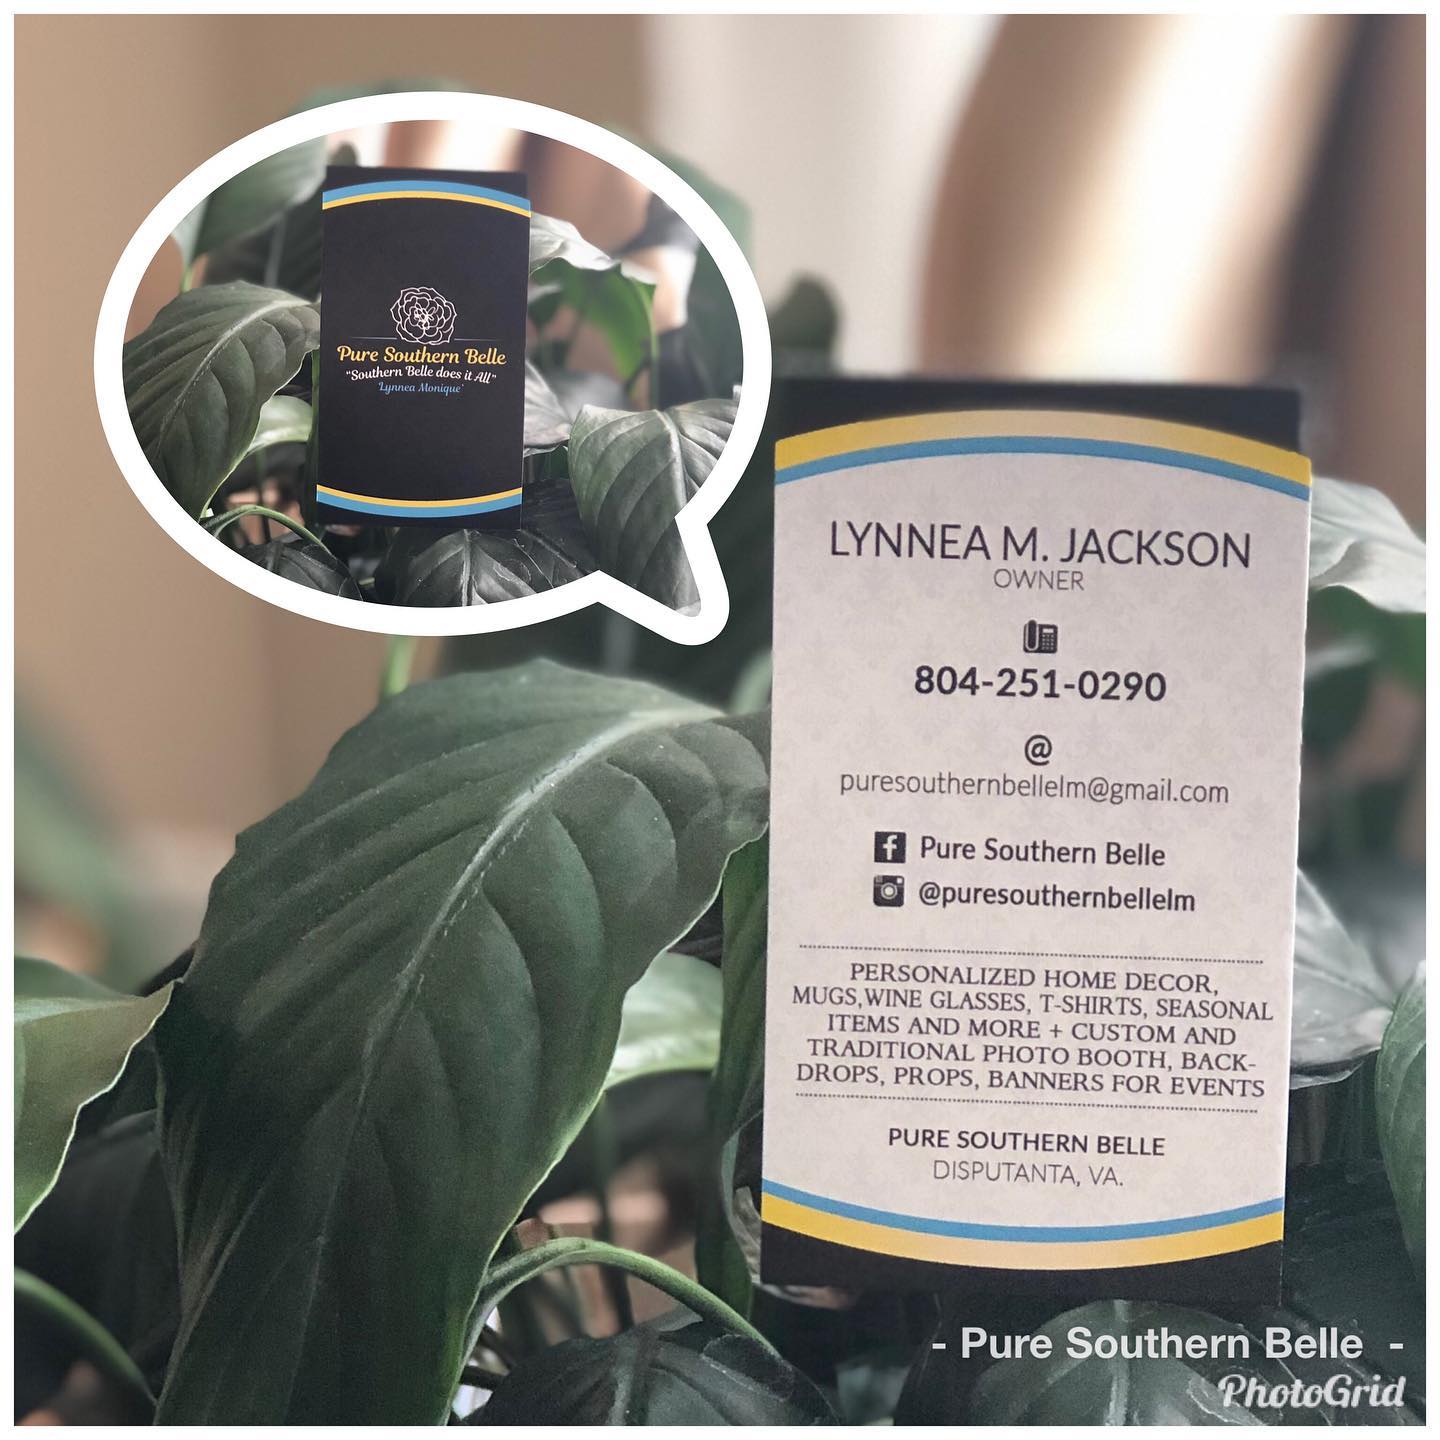 Pure Southern Belle
"Southern Belle does it All"
'Lynnea Monique'
LYNNEA M. JACKSON
OWNER
804-251-0290
@
puresouthernbellelm@gmail.com
f Pure Southern Belle
@puresouthernbellelm
PERSONALIZED HOME DECOR,
MUGS,WINE GLASSES, T-SHIRTS, SEASONAL
ITEMS AND MORE + CUSTOM AND
TRADITIONAL PHOTO BOOTH, BACK-
DROPS, PROPS, BANNERS FOR EVENTS
PURE SOUTHERN BELLE
DISPUTANTA, VA.
- Pure Southern Belle -
PhotoGrid